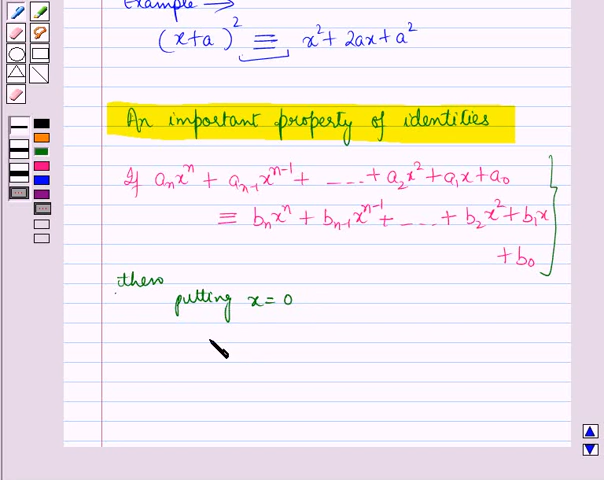 Example →
(x+a)² ≡ x²+ 2ax+a²
An important property of identities
If aₙxⁿ + aₙ₋₁xⁿ⁻¹ + ..... + a₂x²+a₁x+a₀
≡ bₙxⁿ + bₙ₋₁xⁿ⁻¹ + ..... + b₂x²+b₁x
+b₀
then
putting x = 0